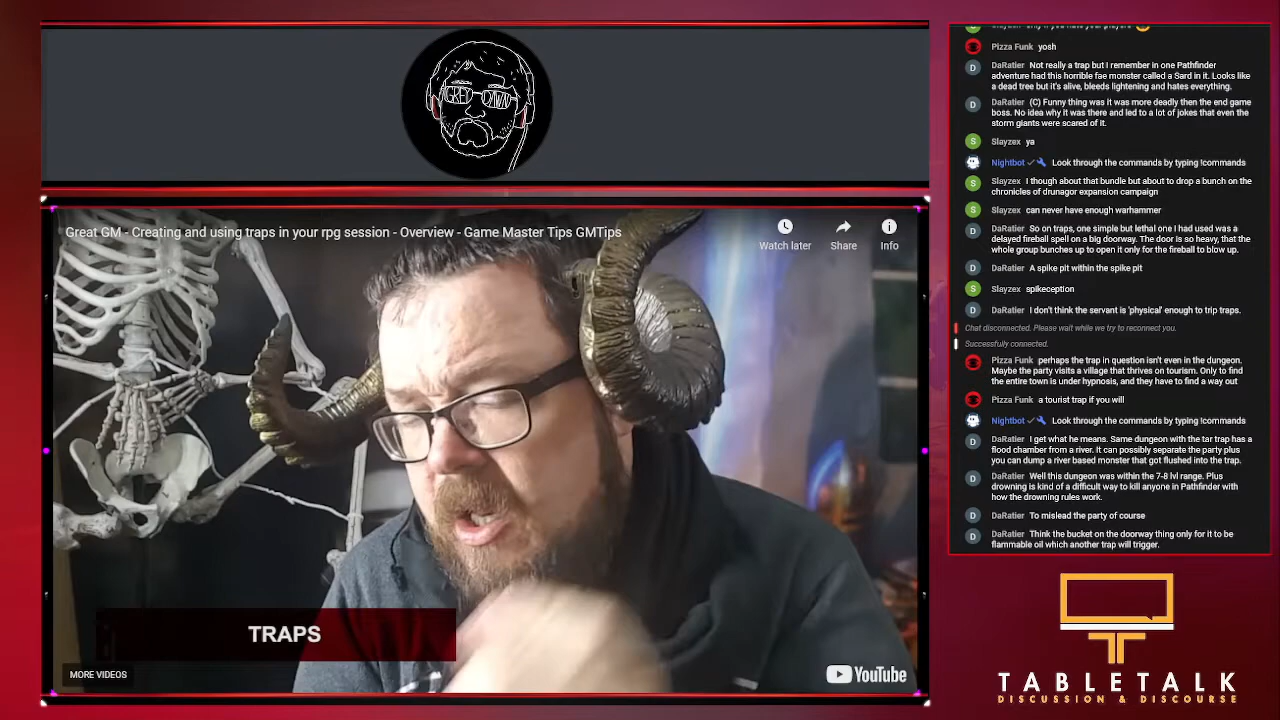 GEEK
DAWN
Great GM - Creating and using traps in your rpg session - Overview - Game Master Tips GMTips
Watch later
Share
Info
TRAPS
MORE VIDEOS
YouTube
Pizza Funk yosh
DaRatier Not really a trap but I remember in one Pathfinder
adventure had this horrible fae monster called a Sard in it. Looks like
a dead tree but it's alive, bleeds lightening and hates everything.
DaRatier (C) Funny thing was it was more deadly then the end game
boss. No idea why it was there and led to a lot of jokes that even the
storm giants were scared of it.
Slayzex ya
Nightbot Look through the commands by typing !commands
Slayzex I though about that bundle but about to drop a bunch on the
chronicles of drunagor expansion campaign
Slayzex can never have enough warhammer
DaRatier So on traps, one simple but lethal one I had used was a
delayed fireball spell on a big doorway. The door is so heavy, that the
whole group bunches up to open it only for the fireball to blow up.
DaRatier A spike pit within the spike pit
Slayzex spikeception
DaRatier I don't think the servant is 'physical' enough to trip traps.
Chat disconnected. Please wait while we try to reconnect you.
Successfully connected.
Pizza Funk perhaps the trap in question isn't even in the dungeon.
Maybe the party visits a village that thrives on tourism. Only to find
the entire town is under hypnosis, and they have to find a way out
Pizza Funk a tourist trap if you will
Nightbot Look through the commands by typing !commands
DaRatier I get what he means. Same dungeon with the tar trap has a
flood chamber from a river. It can possibly separate the party plus
you can dump a river based monster that got flushed into the trap.
DaRatier Well this dungeon was within the 7-8 lvl range. Plus
drowning is kind of a difficult way to kill anyone in Pathfinder with
how the drowning rules work.
DaRatier To mislead the party of course
DaRatier Think the bucket on the doorway thing only for it to be
flammable oil which another trap will trigger.
TABLETALK
DISCUSSION & DISCOURSE